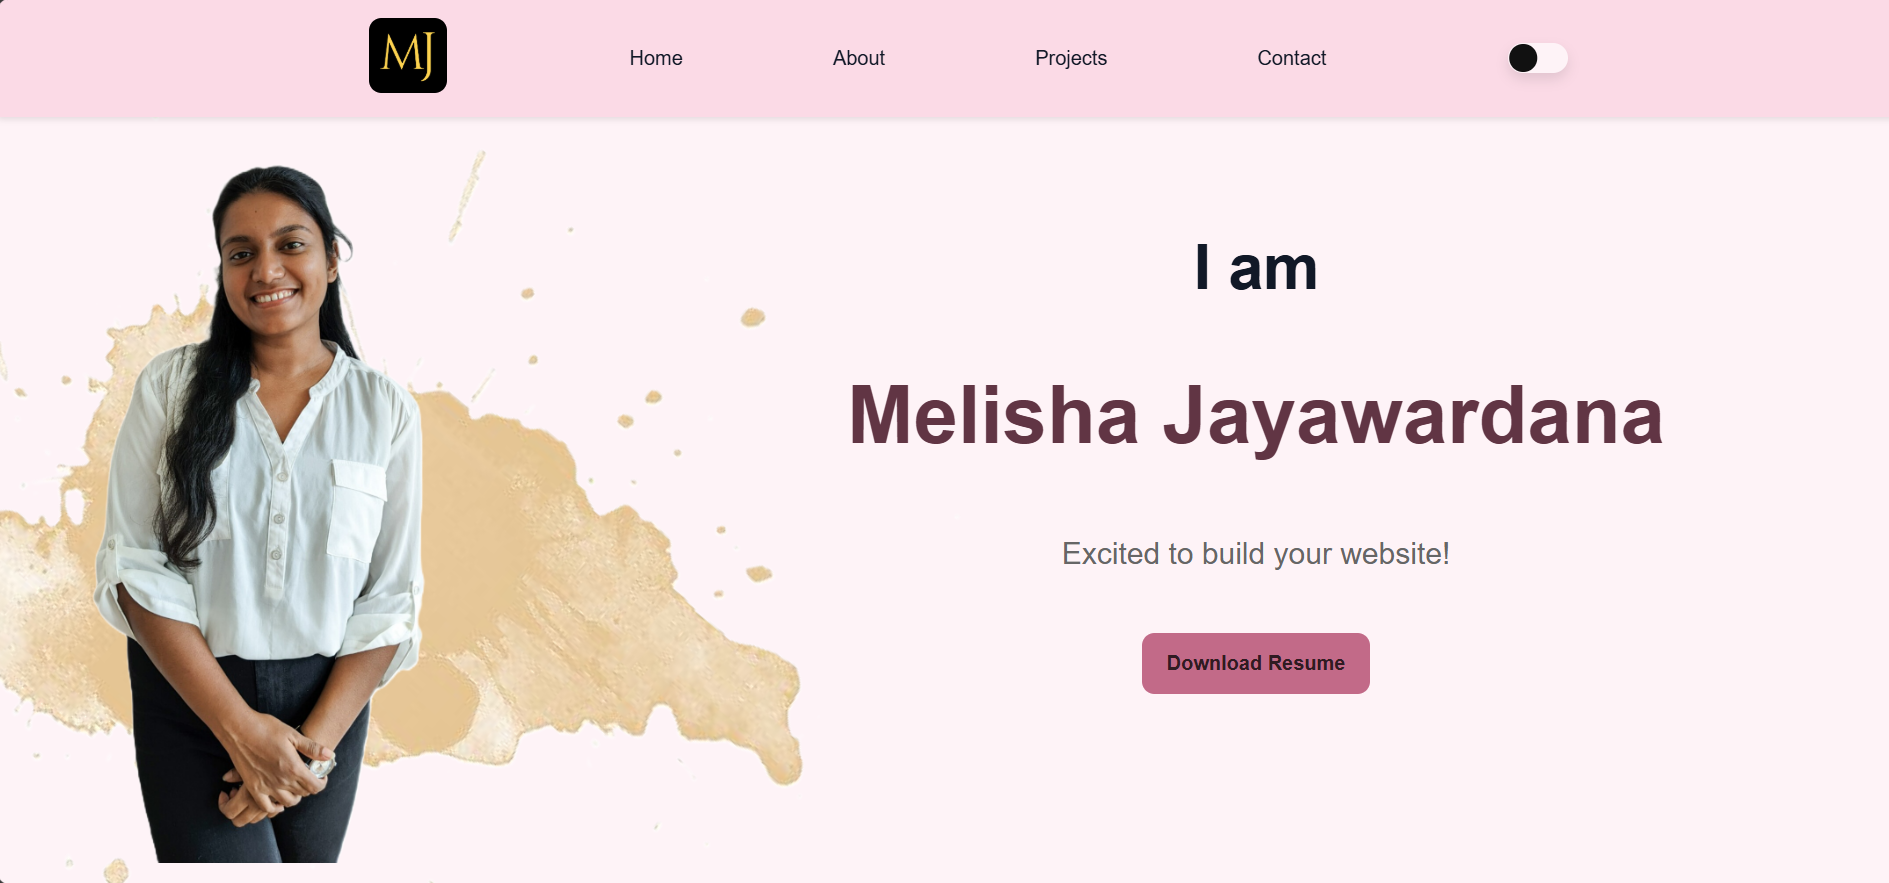 MJ
Home
About
Projects
Contact
I am
Melisha Jayawardana
Excited to build your website!
Download Resume